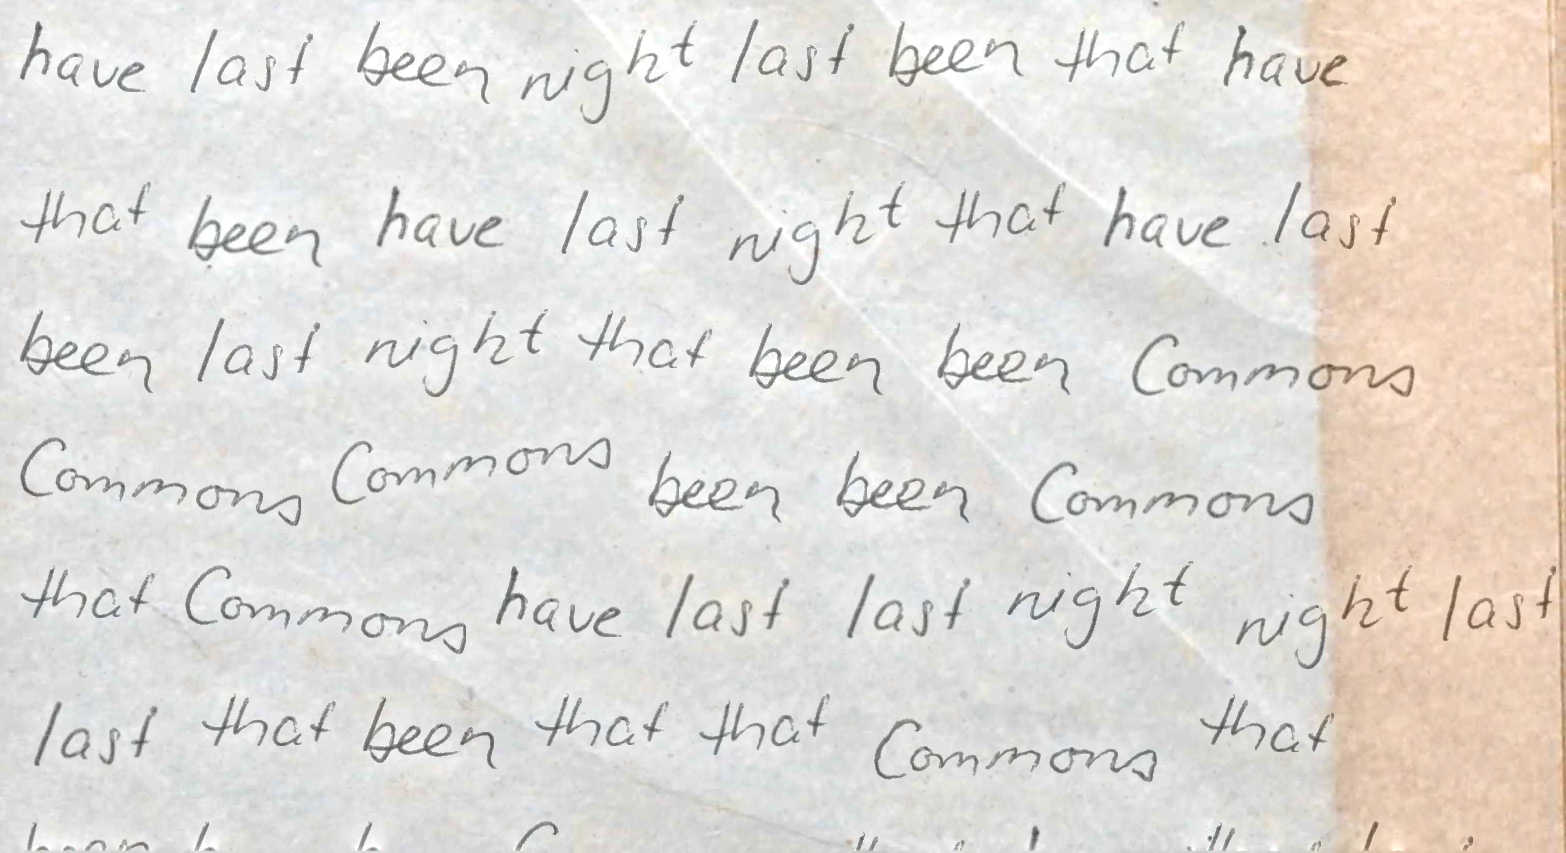 have last been night last been that have
that been have last night that have last
been last night that been been Commons
Commons Commons been been Commons
that Commons have last last night night last
last that been that that Commons that